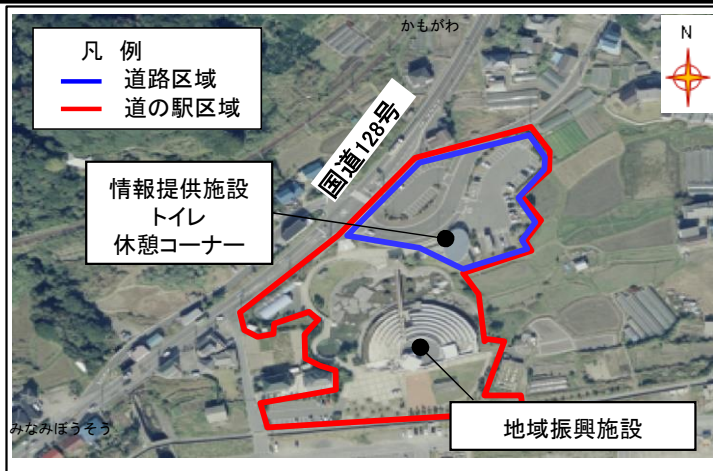 かもがわ
N
凡 例
道路区域
道の駅区域
国道128号
情報提供施設
トイレ
休憩コーナー
地域振興施設
みなみぼうそう